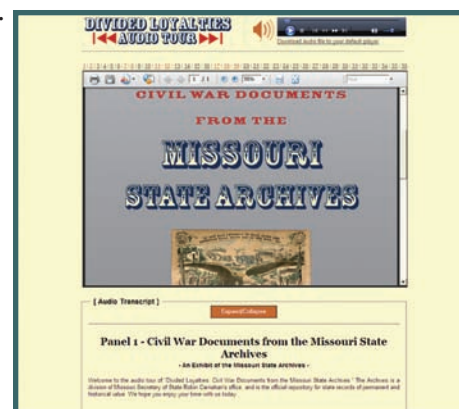 DIVIDED LOYALTIES
AUDIO TOUR
Download audio file to your default player
1 / 1
CIVIL WAR DOCUMENTS
FROM THE
MISSOURI
STATE ARCHIVES
[ Audio Transcript ]
Expand/Collapse
Panel 1 - Civil War Documents from the Missouri State
Archives
- An Exhibit of the Missouri State Archives -
Welcome to the audio tour of "Divided Loyalties: Civil War Documents from the Missouri State Archives." The Archives is a
division of Missouri Secretary of State Robin Carnahan's office, and is the official repository for state records of permanent and
historical value. We hope you enjoy your time with us today.